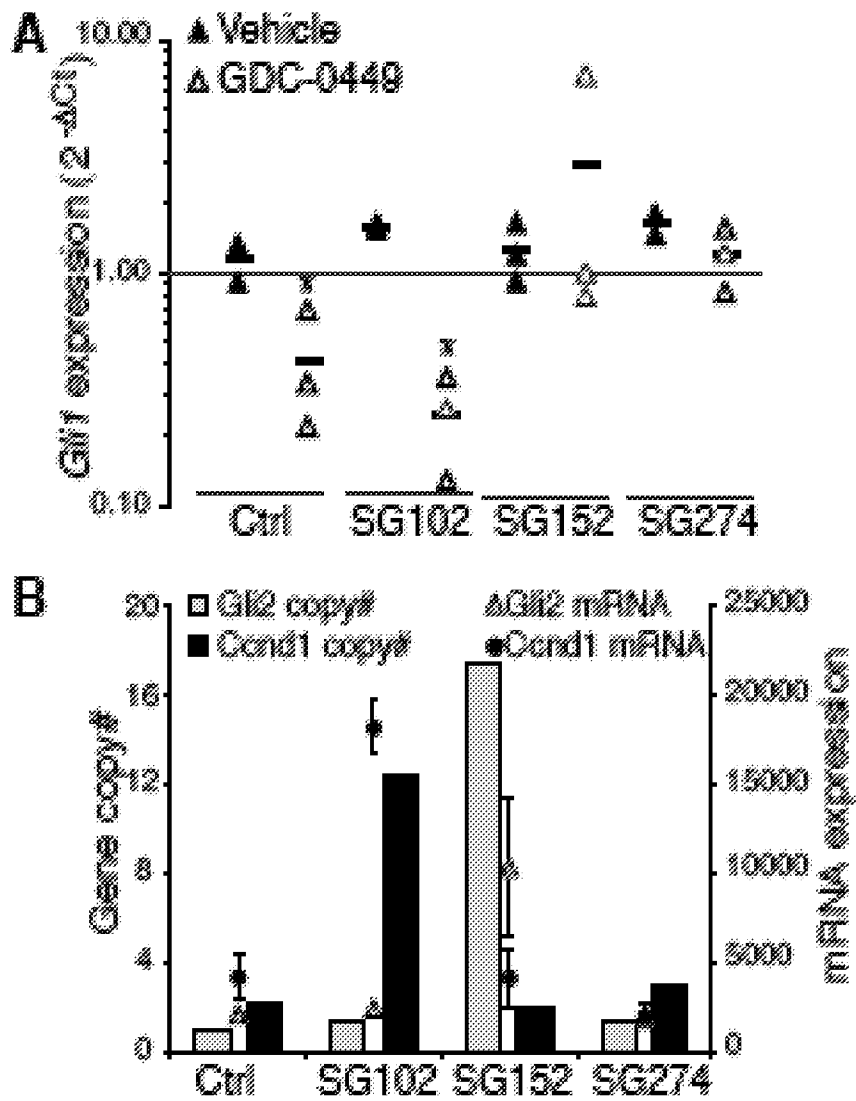 A
10.00
Vehicle
GDC-0449
Gli1 expression (2^-ΔCt)
1.00
0.10
Ctrl SG102 SG152 SG274
B
20
16
12
8
4
0
Gene copy#
Gli2 copy# Gli2 mRNA
Ccnd1 copy# Ccnd1 mRNA
25000
20000
15000
10000
5000
0
mRNA expression
Ctrl SG102 SG152 SG274